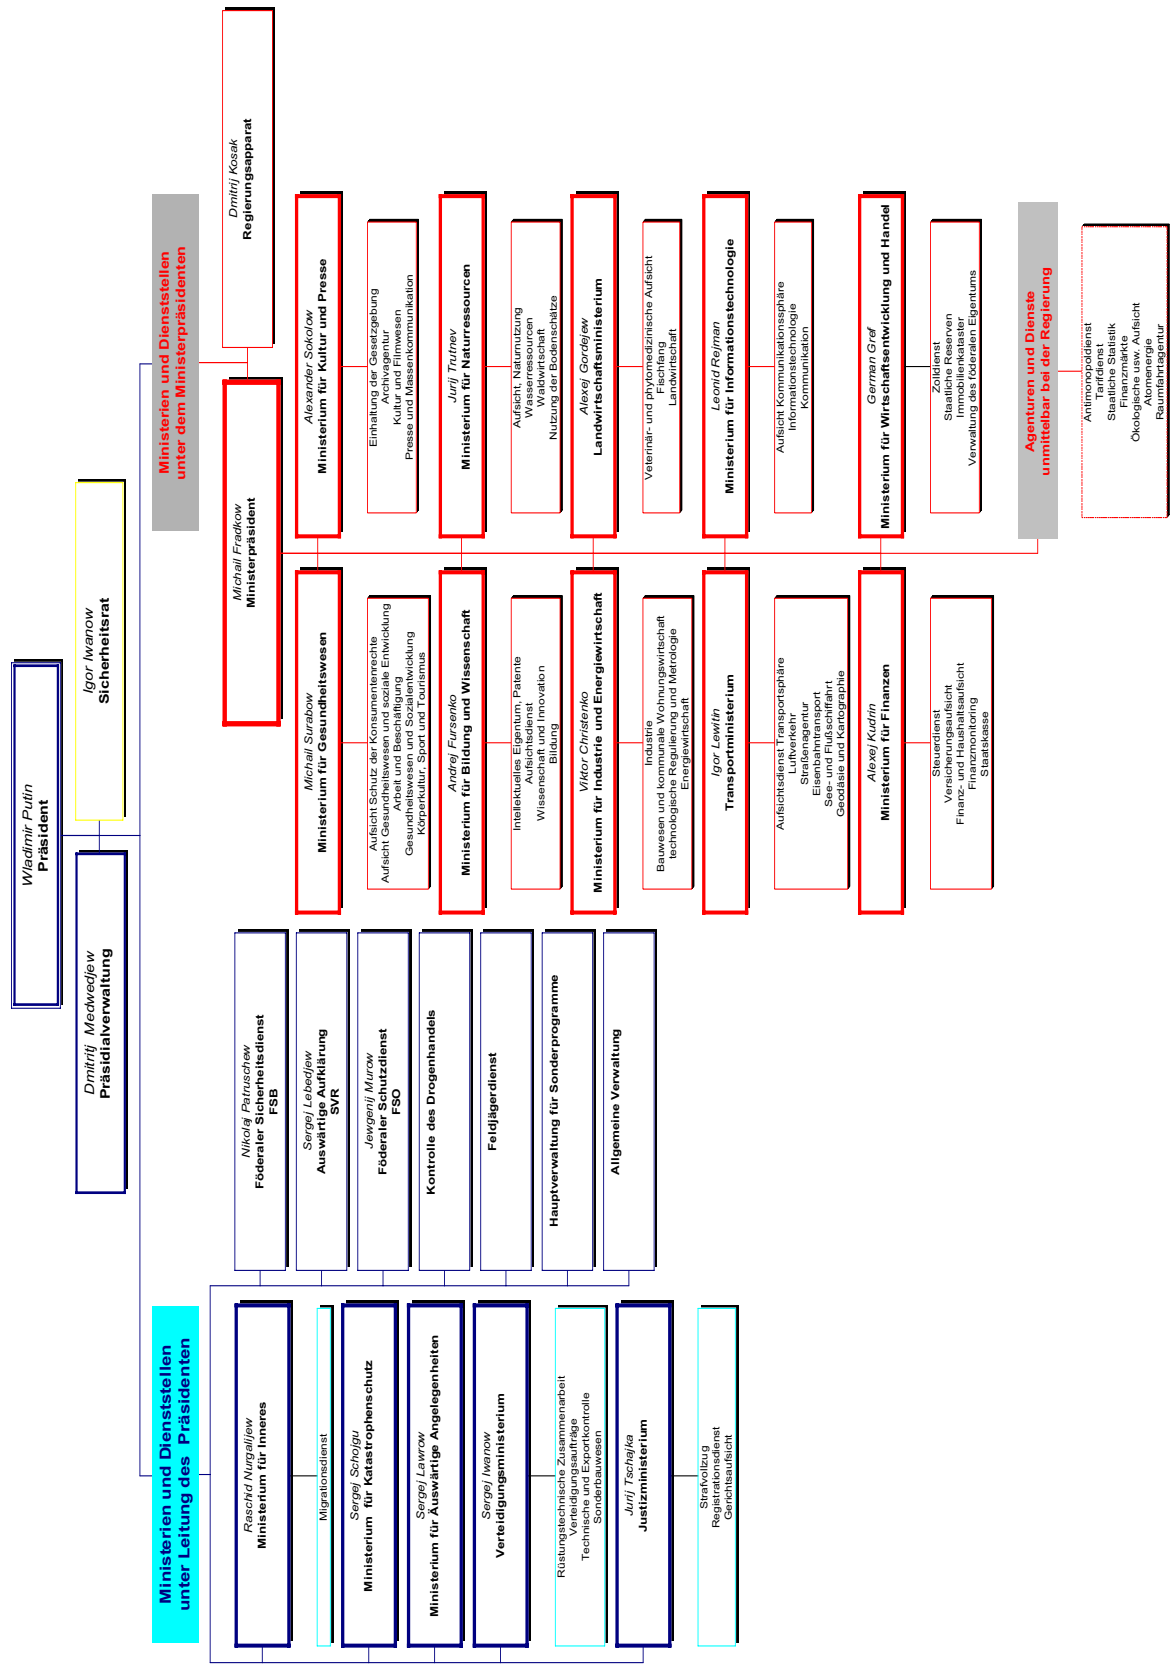 Wladimir Putin
Präsident
Dmitritj Medwedjew
Präsidialverwaltung
Igor Iwanow
Sicherheitsrat
Ministerien und Dienststellen
unter Leitung des Präsidenten
Raschid Nurgalijew
Ministerium für Inneres
Migrationsdienst
Sergej Schojgu
Ministerium für Katastrophenschutz
Sergej Lawrow
Ministerium für Äuswärtige Angelegenheiten
Sergej Iwanow
Verteidigungsministerium
Rüstungstechnische Zusammenarbeit
Verteidigungsaufträge
Technische und Exportkontrolle
Sonderbauwesen
Jurij Tschajka
Justizministerium
Strafvollzug
Registrationsdienst
Gerichtsaufsicht
Nikolaj Patruschew
Föderaler Sicherheitsdienst
FSB
Sergej Lebedjew
Auswärtige Aufklärung
SVR
Jewgenij Murow
Föderaler Schutzdienst
FSO
Kontrolle des Drogenhandels
Feldjägerdienst
Hauptverwaltung für Sonderprogramme
Allgemeine Verwaltung
Ministerien und Dienststellen
unter dem Ministerpräsidenten
Michail Fradkow
Ministerpräsident
Dmitrij Kosak
Regierungsapparat
Michail Surabow
Ministerium für Gesundheitswesen
Aufsicht Schutz der Konsumentenrechte
Aufsicht Gesundheitswesen und soziale Entwicklung
Arbeit und Beschäftigung
Gesundheitswesen und Sozialentwicklung
Körperkultur, Sport und Tourismus
Andrej Fursenko
Ministerium für Bildung und Wissenschaft
Intellektuelles Eigentum, Patente
Aufsichtsdienst
Wissenschaft und Innovation
Bildung
Viktor Christenko
Ministerium für Industrie und Energiewirtschaft
Industrie
Bauwesen und kommunale Wohnungswirtschaft
technologische Regulierung und Metrologie
Energiewirtschaft
Igor Lewitin
Transportministerium
Aufsichtsdienst Transportsphäre
Luftverkehr
Straßenagentur
Eisenbahntransport
See- und Flußschiffahrt
Geodäsie und Kartographie
Alexej Kudrin
Ministerium für Finanzen
Steuerdienst
Versicherungsaufsicht
Finanz- und Haushaltsaufsicht
Finanzmonitoring
Staatskasse
Alexander Sokolow
Ministerium für Kultur und Presse
Einhaltung der Gesetzgebung
Archivagentur
Kultur und Filmwesen
Presse und Massenkommunikation
Jurij Trutnev
Ministerium für Naturressourcen
Aufsicht, Naturnutzung
Wasserressourcen
Waldwirtschaft
Nutzung der Bodenschätze
Alexej Gordejew
Landwirtschaftsministerium
Veterinär- und phytomedizinische Aufsicht
Fischfang
Landwirtschaft
Leonid Rejman
Ministerium für Informationstechnologie
Aufsicht Kommunikationssphäre
Informationstechnologie
Kommunikation
German Gref
Ministerium für Wirtschaftsentwicklung und Handel
Zolldienst
Staatliche Reserven
Immobilienkataster
Verwaltung des föderalen Eigentums
Agenturen und Dienste
unmittelbar bei der Regierung
Antimonopoldienst
Tarifdienst
Staatliche Statistik
Finanzmärkte
Ökologische usw. Aufsicht
Atomenergie
Raumfahrtagentur